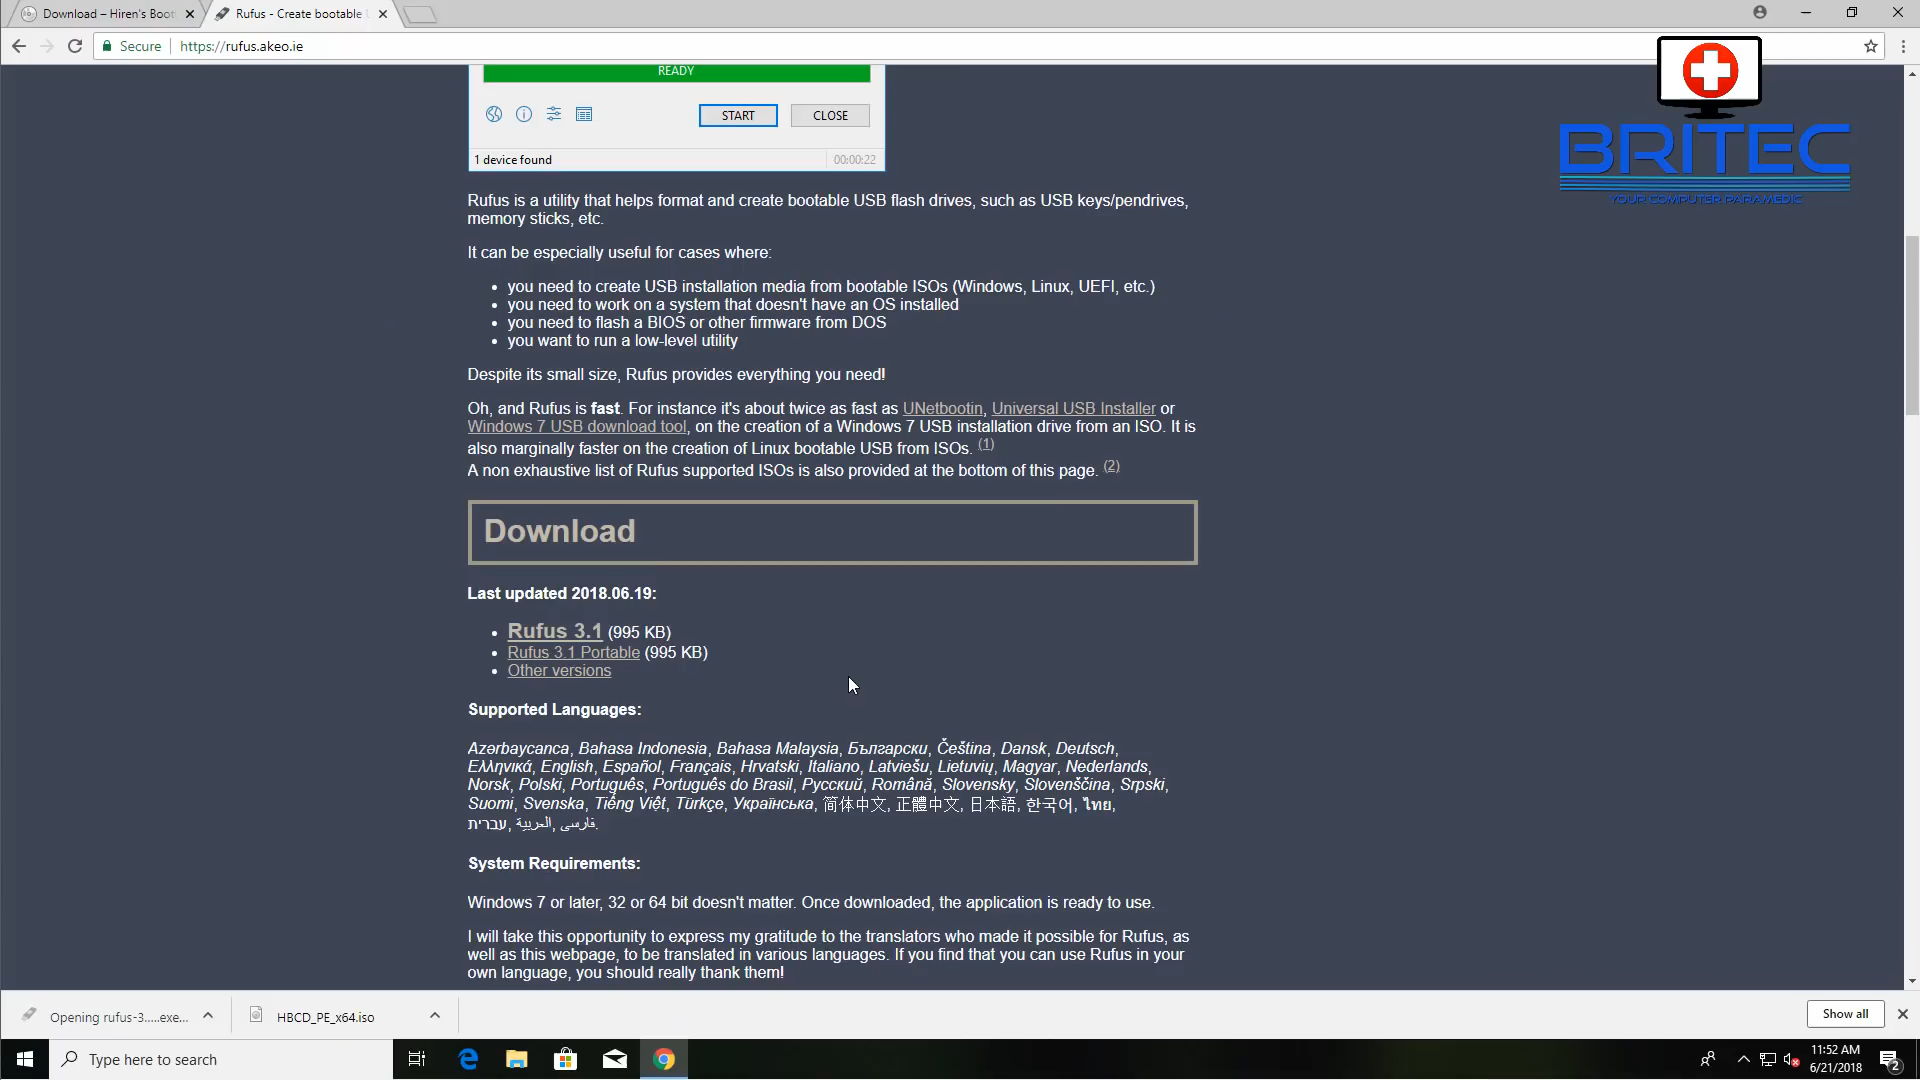 Download – Hiren's Boot
Rufus - Create bootable
Secure
https://rufus.akeo.ie
READY
START
CLOSE
1 device found
00:00:22
BRITEC
YOUR COMPUTER PARAMEDIC
Rufus is a utility that helps format and create bootable USB flash drives, such as USB keys/pendrives,
memory sticks, etc.
It can be especially useful for cases where:
you need to create USB installation media from bootable ISOs (Windows, Linux, UEFI, etc.)
you need to work on a system that doesn't have an OS installed
you need to flash a BIOS or other firmware from DOS
you want to run a low-level utility
Despite its small size, Rufus provides everything you need!
Oh, and Rufus is fast. For instance it's about twice as fast as UNetbootin, Universal USB Installer or
Windows 7 USB download tool, on the creation of a Windows 7 USB installation drive from an ISO. It is
also marginally faster on the creation of Linux bootable USB from ISOs. (1)
A non exhaustive list of Rufus supported ISOs is also provided at the bottom of this page. (2)
Download
Last updated 2018.06.19:
Rufus 3.1 (995 KB)
Rufus 3.1 Portable (995 KB)
Other versions
Supported Languages:
Azərbaycanca, Bahasa Indonesia, Bahasa Malaysia, Български, Čeština, Dansk, Deutsch,
Ελληνικά, English, Español, Français, Hrvatski, Italiano, Latviešu, Lietuvių, Magyar, Nederlands,
Norsk, Polski, Português, Português do Brasil, Русский, Română, Slovensky, Slovenščina, Srpski,
Suomi, Svenska, Tiếng Việt, Türkçe, Українська, 简体中文, 正體中文, 日本語, 한국어, ไทย,
עברית, العربية, فارسی.
System Requirements:
Windows 7 or later, 32 or 64 bit doesn't matter. Once downloaded, the application is ready to use.
I will take this opportunity to express my gratitude to the translators who made it possible for Rufus, as
well as this webpage, to be translated in various languages. If you find that you can use Rufus in your
own language, you should really thank them!
Opening rufus-3.....exe...
HBCD_PE_x64.iso
Show all
Type here to search
11:52 AM
6/21/2018
2